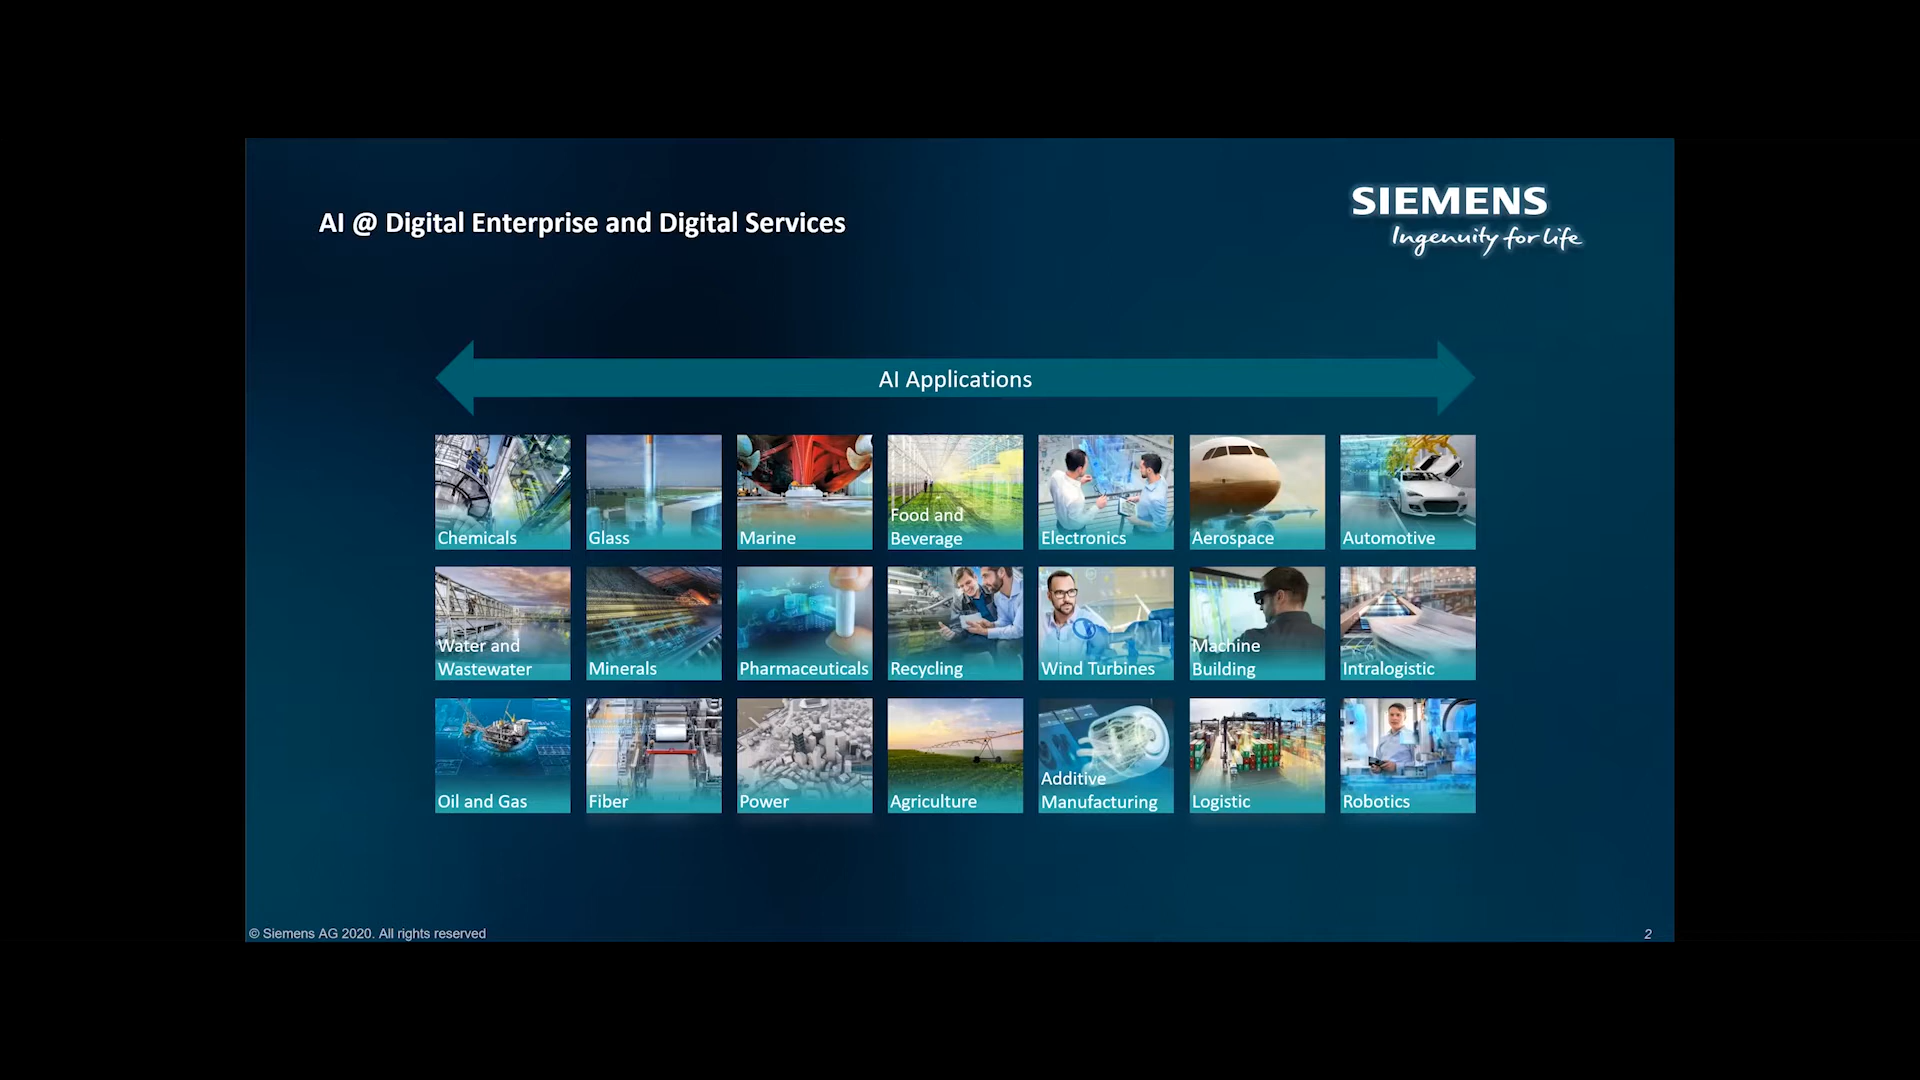 AI @ Digital Enterprise and Digital Services
SIEMENS
Ingenuity for life
AI Applications
Chemicals
Glass
Marine
Food and
Beverage
Electronics
Aerospace
Automotive
Water and
Wastewater
Minerals
Pharmaceuticals
Recycling
Wind Turbines
Machine
Building
Intralogistic
Oil and Gas
Fiber
Power
Agriculture
Additive
Manufacturing
Logistic
Robotics
© Siemens AG 2020. All rights reserved
2